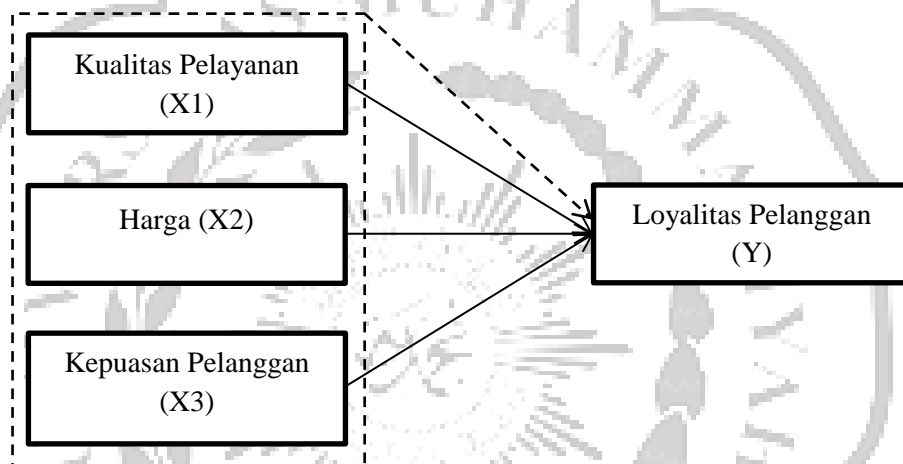 Kualitas Pelayanan
(X1)
Harga (X2)
Loyalitas Pelanggan
(Y)
Kepuasan Pelanggan
(X3)